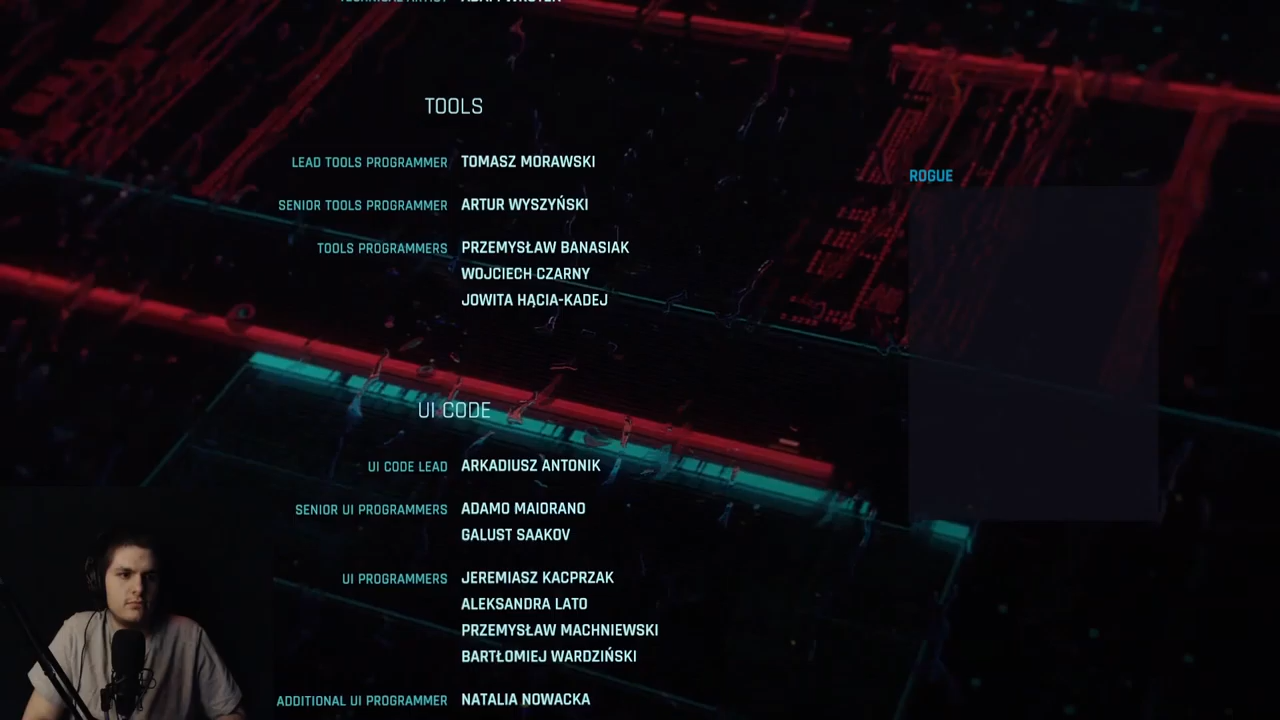 TOOLS
LEAD TOOLS PROGRAMMER TOMASZ MORAWSKI
SENIOR TOOLS PROGRAMMER ARTUR WYSZYŃSKI
TOOLS PROGRAMMERS PRZEMYSŁAW BANASIAK
WOJCIECH CZARNY
JOWITA HĄCIA-KADEJ
UI CODE
UI CODE LEAD ARKADIUSZ ANTONIK
SENIOR UI PROGRAMMERS ADAMO MAIORANO
GALUST SAAKOV
UI PROGRAMMERS JEREMIASZ KACPRZAK
ALEKSANDRA LATO
PRZEMYSŁAW MACHNIEWSKI
BARTŁOMIEJ WARDZIŃSKI
ADDITIONAL UI PROGRAMMER NATALIA NOWACKA
ROGUE